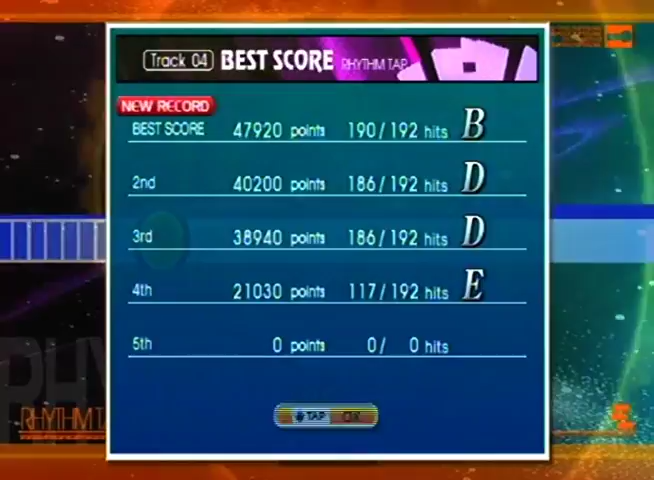 Track 04 BEST SCORE RHYTHM TAP
NEW RECORD
BEST SCORE 47920 points 190/192 hits B
2nd 40200 points 186/192 hits D
3rd 38940 points 186/192 hits D
4th 21030 points 117/192 hits E
5th 0 points 0/ 0 hits
TAP
RHYTHM TA